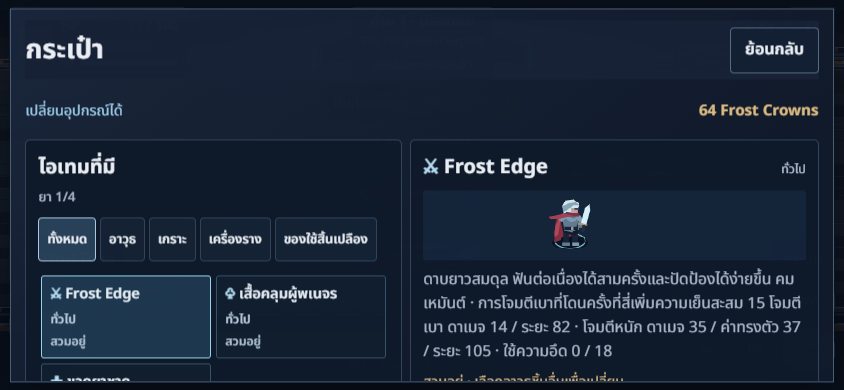 กระเป๋า
ย้อนกลับ
เปลี่ยนอุปกรณ์ได้
64 Frost Crowns
ไอเทมที่มี
ยา 1/4
ทั้งหมด
อาวุธ
เกราะ
เครื่องราง
ของใช้สิ้นเปลือง
Frost Edge
ทั่วไป
สวมอยู่
เสื้อคลุมผู้พเนจร
ทั่วไป
สวมอยู่
Frost Edge
ทั่วไป
ดาบยาวสมดุล ฟันต่อเนื่องได้สามครั้งและปัดป้องได้ง่ายขึ้น คม
เหมันต์ · การโจมตีเบาที่โดนครั้งที่สี่เพิ่มความเย็นสะสม 15 โจมตี
เบา ดาเมจ 14 / ระยะ 82 · โจมตีหนัก ดาเมจ 35 / ค่าทรงตัว 37
/ ระยะ 105 · ใช้ความอึด 0 / 18